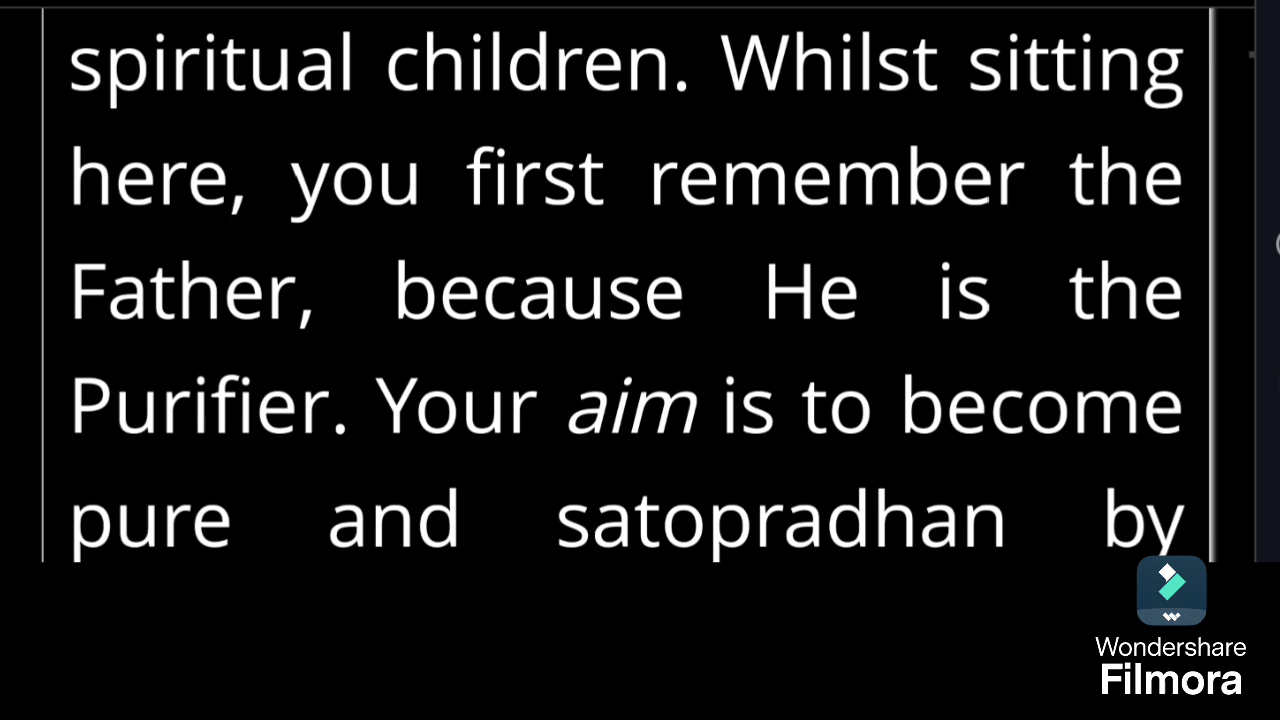 spiritual children. Whilst sitting
here, you first remember the
Father, because He is the
Purifier. Your aim is to become
pure and satopradhan by
Wondershare
Filmora